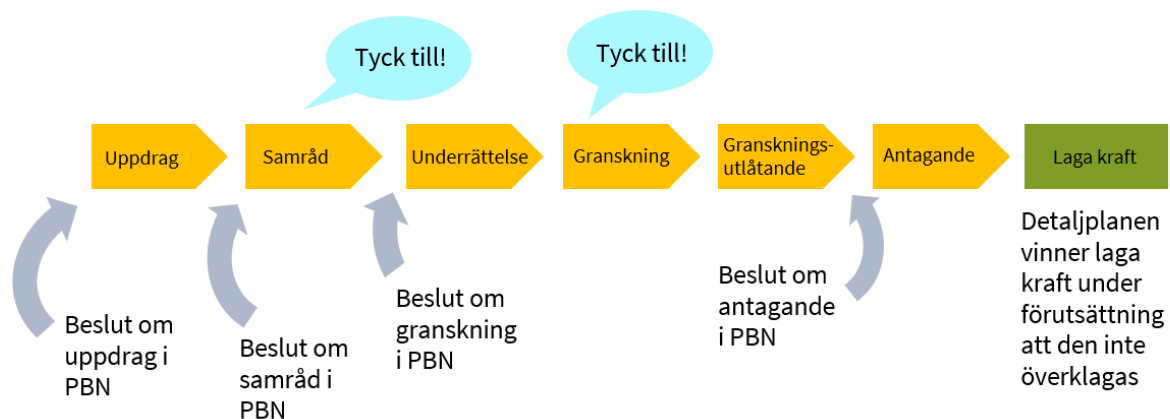 Tyck till!
Tyck till!
Uppdrag
Samråd
Underrättelse
Granskning
Gransknings-
utlåtande
Antagande
Laga kraft
Beslut om
uppdrag i
PBN
Beslut om
samråd i
PBN
Beslut om
granskning
i PBN
Beslut om
antagande
i PBN
Detaljplanen
vinner laga
kraft under
förutsättning
att den inte
överklagas